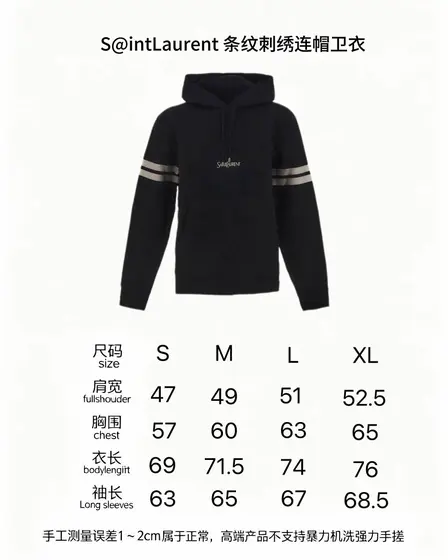 S@intLaurent 条纹刺绣连帽卫衣
尺码 S M L XL
size
肩宽 47 49 51 52.5
fullshouder
胸围 57 60 63 65
chest
衣长 69 71.5 74 76
bodylengiit
袖长 63 65 67 68.5
Long sleeves
手工测量误差1～2cm属于正常，高端产品不支持暴力机洗强力手搓